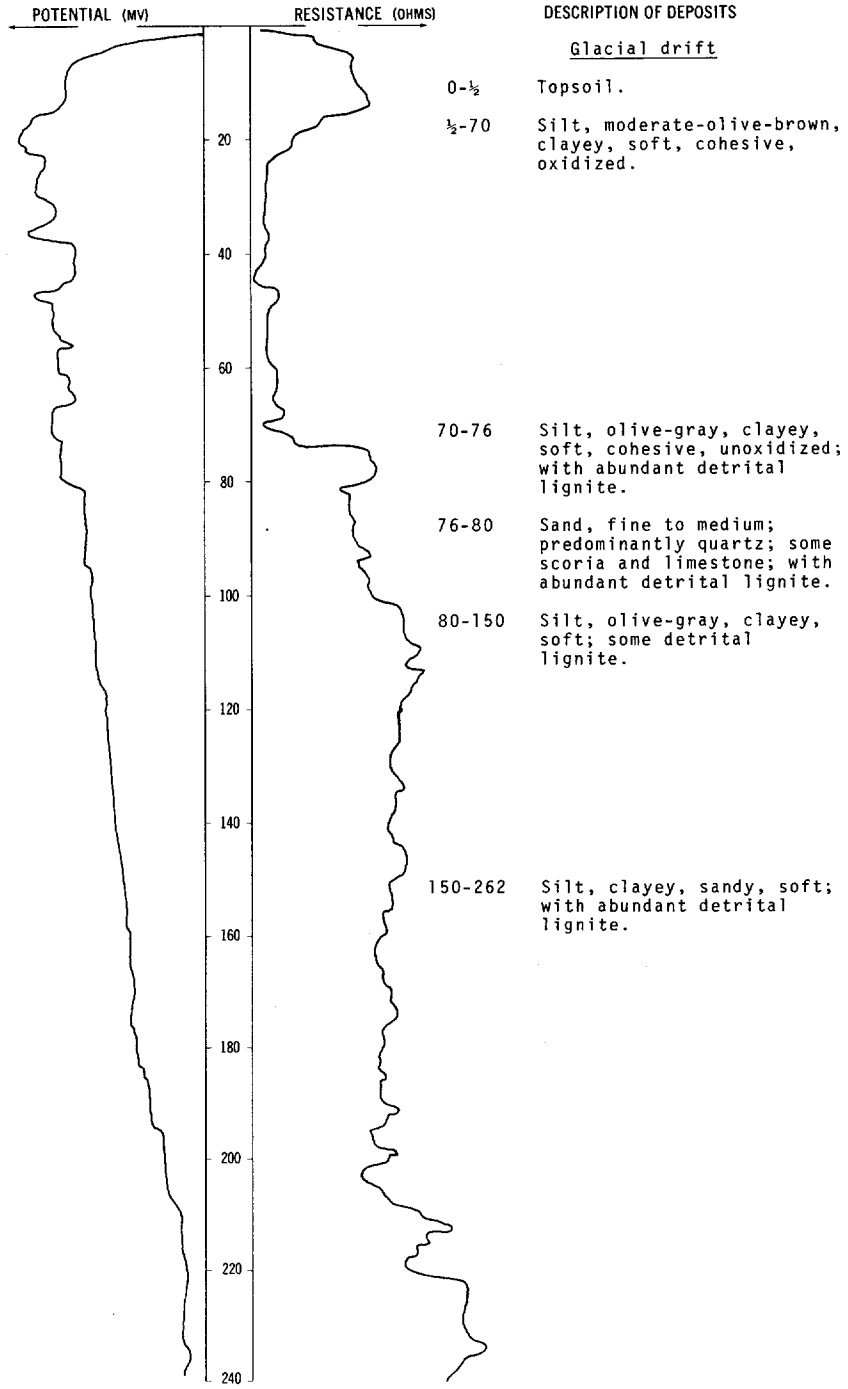 POTENTIAL (MV)
RESISTANCE (OHMS)
DESCRIPTION OF DEPOSITS
Glacial drift
0-½ Topsoil.
½-70 Silt, moderate-olive-brown,
clayey, soft, cohesive,
oxidized.
70-76 Silt, olive-gray, clayey,
soft, cohesive, unoxidized;
with abundant detrital
lignite.
76-80 Sand, fine to medium;
predominantly quartz; some
scoria and limestone; with
abundant detrital lignite.
80-150 Silt, olive-gray, clayey,
soft; some detrital
lignite.
150-262 Silt, clayey, sandy, soft;
with abundant detrital
lignite.
20
40
60
80
100
120
140
160
180
200
220
240